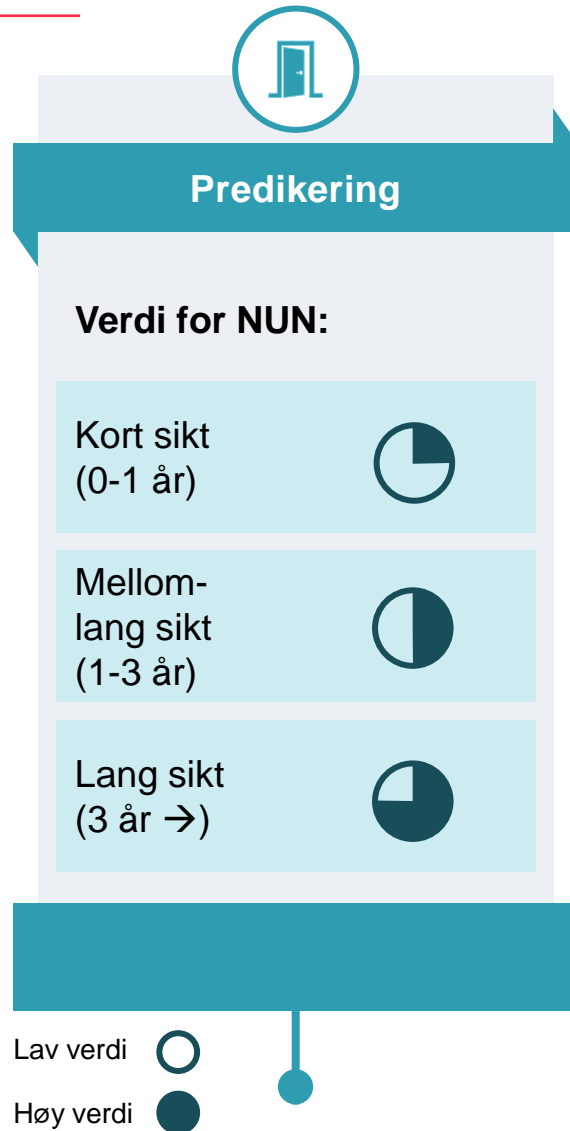 Predikering
Verdi for NUN:
Kort sikt
(0-1 år)
Mellom-
lang sikt
(1-3 år)
Lang sikt
(3 år →)
Lav verdi
Høy verdi